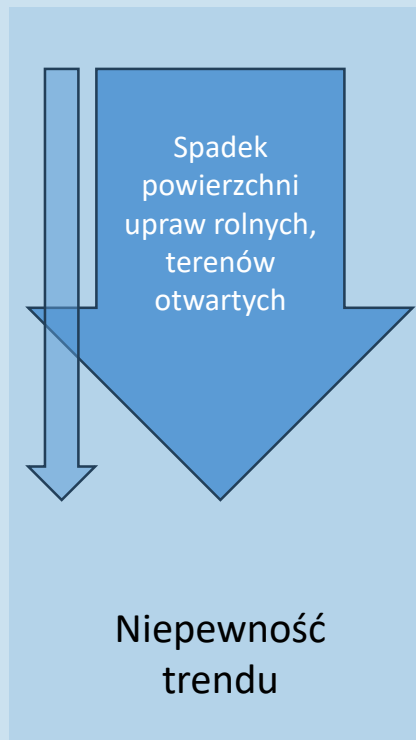 Spadek
powierzchni
upraw rolnych,
terenów
otwartych
Niepewność
trendu